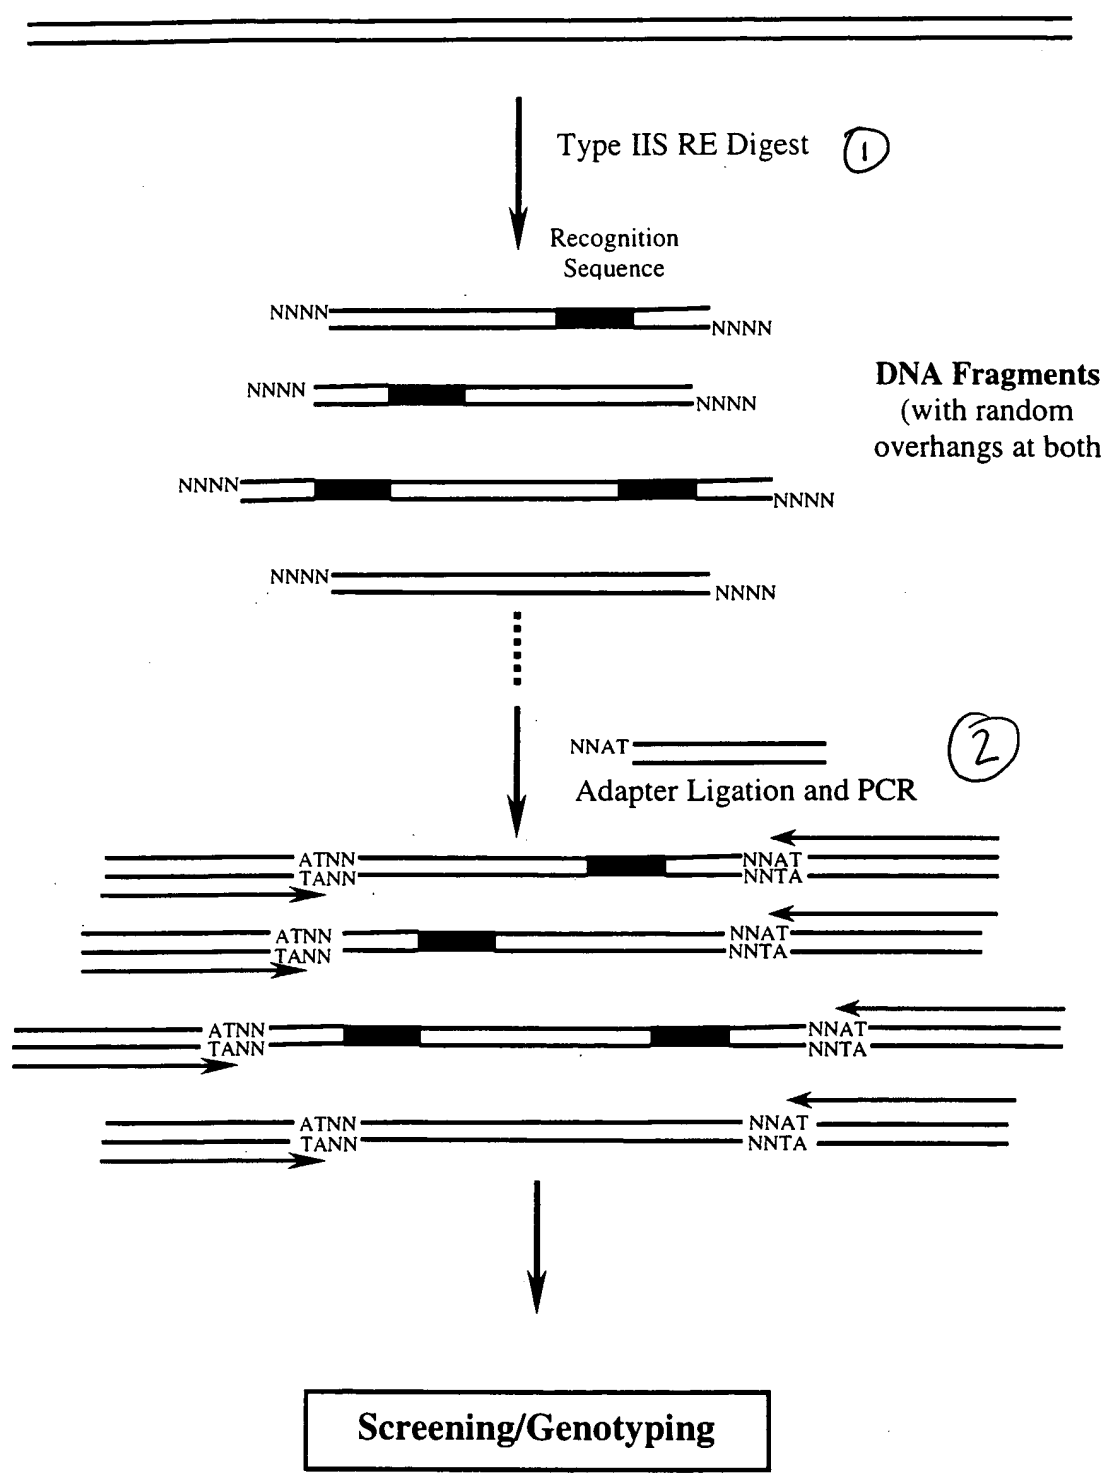 Type IIS RE Digest 1
Recognition
Sequence
NNNN
NNNN
NNNN
NNNN
DNA Fragments
(with random
overhangs at both
NNNN
NNNN
NNNN
NNNN
NNAT
2
Adapter Ligation and PCR
ATNN NNAT
TANN NNTA
ATNN NNAT
TANN NNTA
ATNN NNAT
TANN NNTA
ATNN NNAT
TANN NNTA
Screening/Genotyping